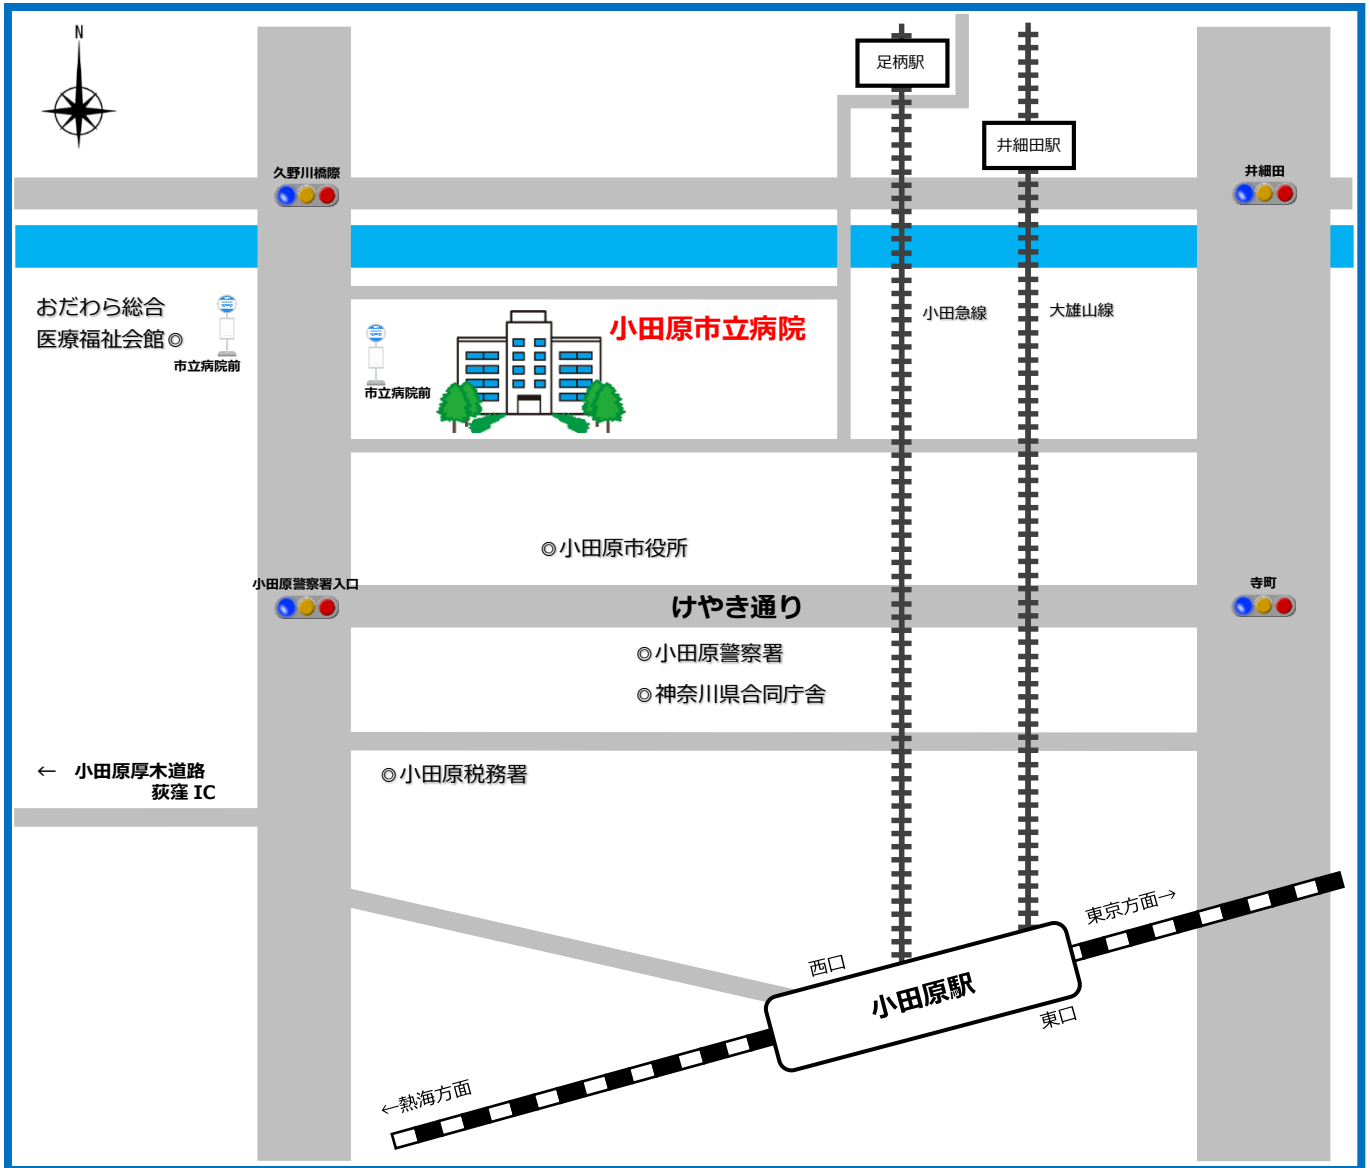 N
足柄駅
井細田駅
久野川橋際
井細田
おだわら総合
医療福祉会館◎
市立病院前
市立病院前
小田原市立病院
小田急線
大雄山線
◎小田原市役所
小田原警察署入口
けやき通り
寺町
◎小田原警察署
◎神奈川県合同庁舎
← 小田原厚木道路
荻窪 IC
◎小田原税務署
東京方面→
西口
小田原駅
東口
←熱海方面